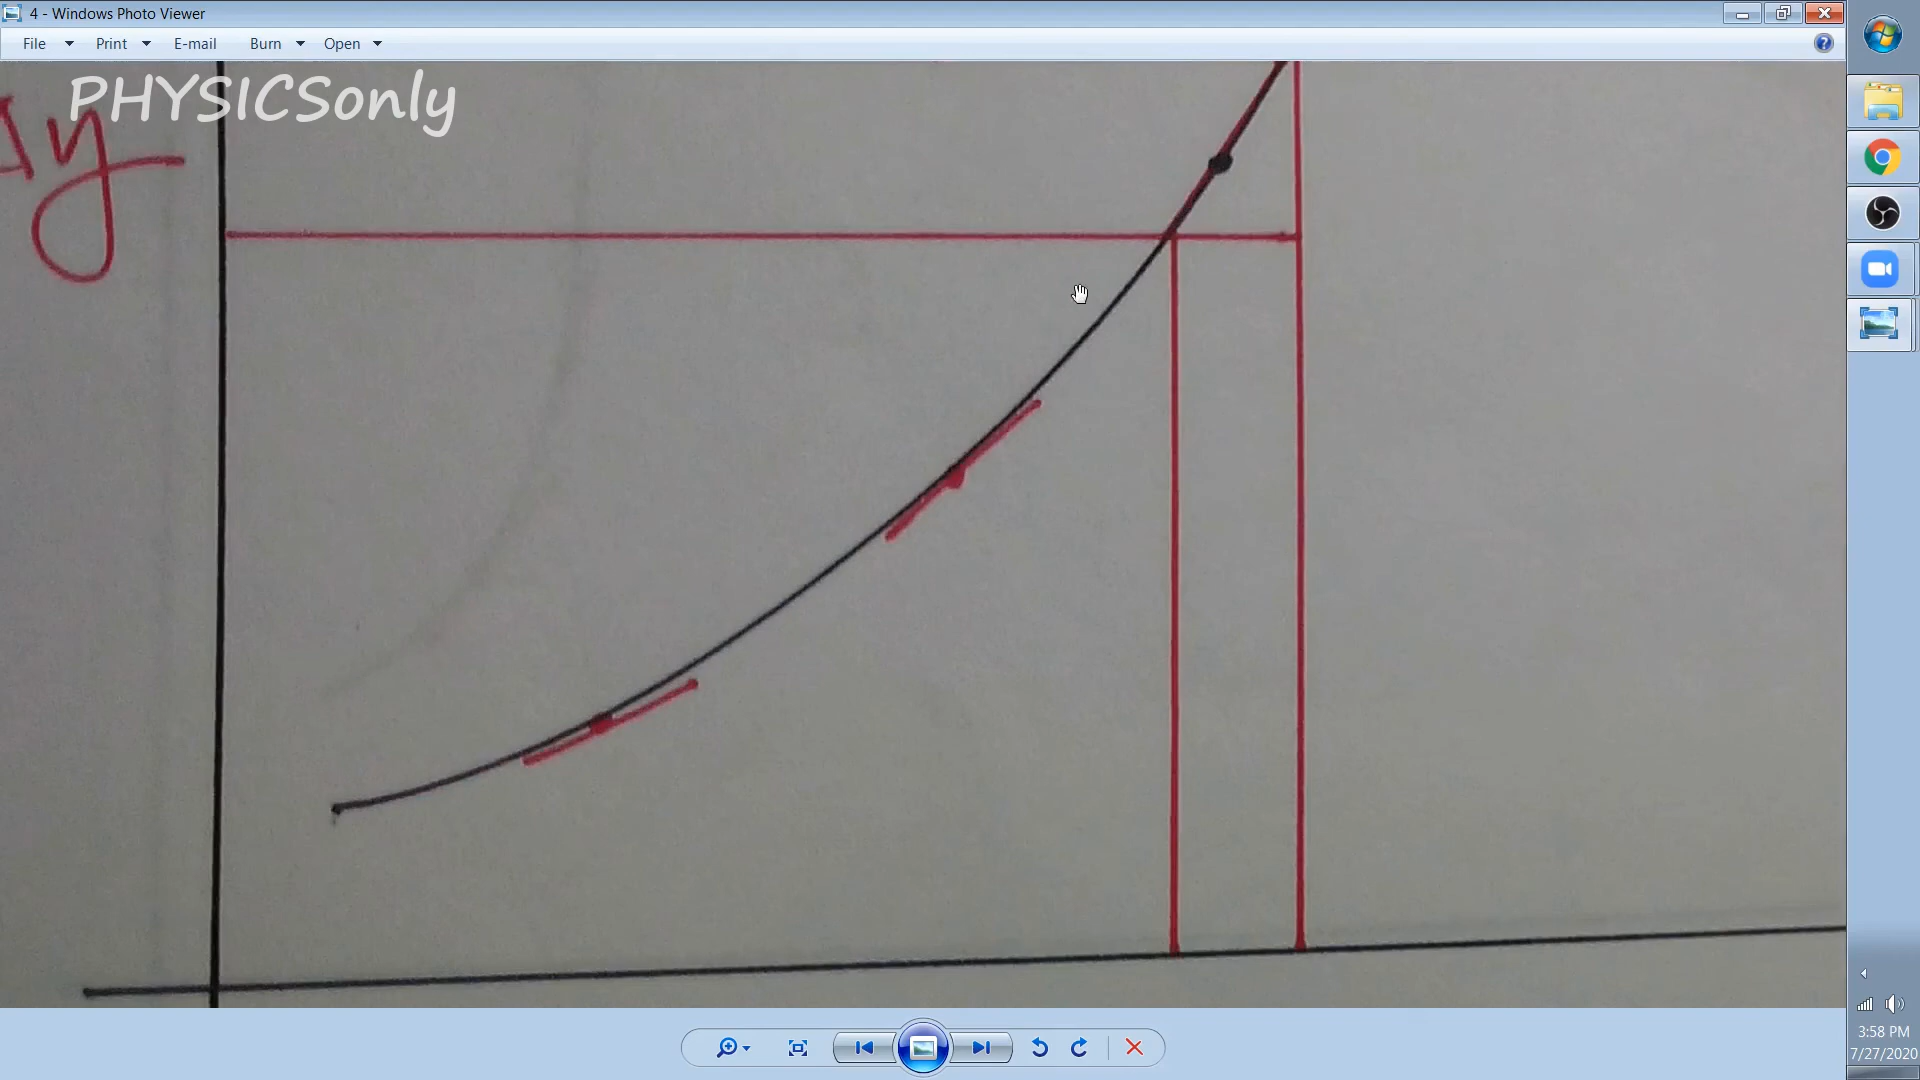 4 - Windows Photo Viewer
File Print E-mail Burn Open
PHYSICSonly
y
3:58 PM
7/27/2020